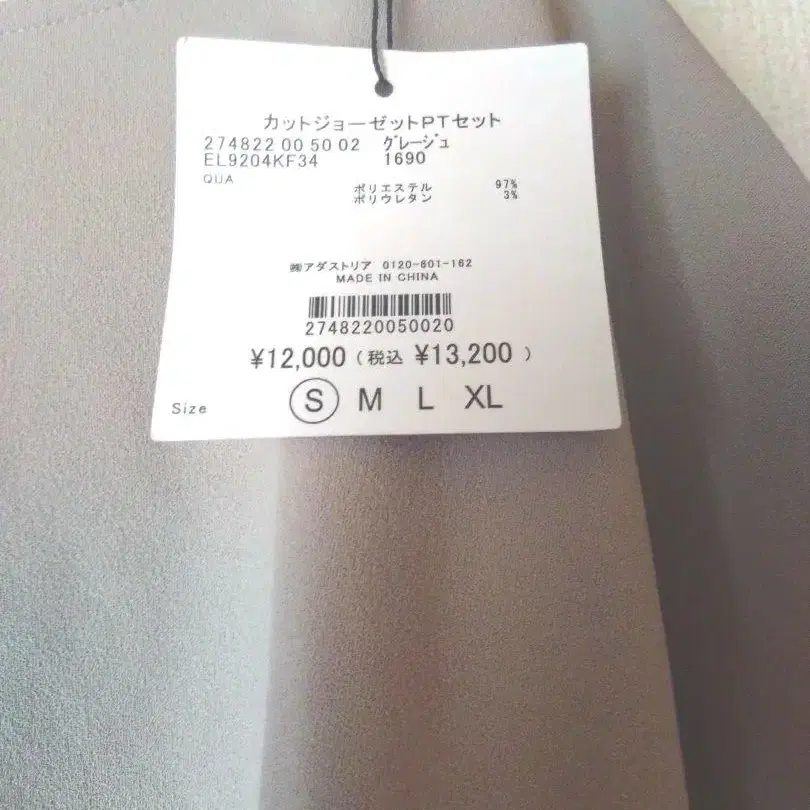 カットジョーゼットPTセット
274822 00 50 02 グレージュ
EL9204KF34 1690
QUA
ポリエステル 97%
ポリウレタン 3%
㈱アダストリア 0120-601-162
MADE IN CHINA
2748220050020
¥12,000 (税込 ¥13,200 )
Size S M L XL